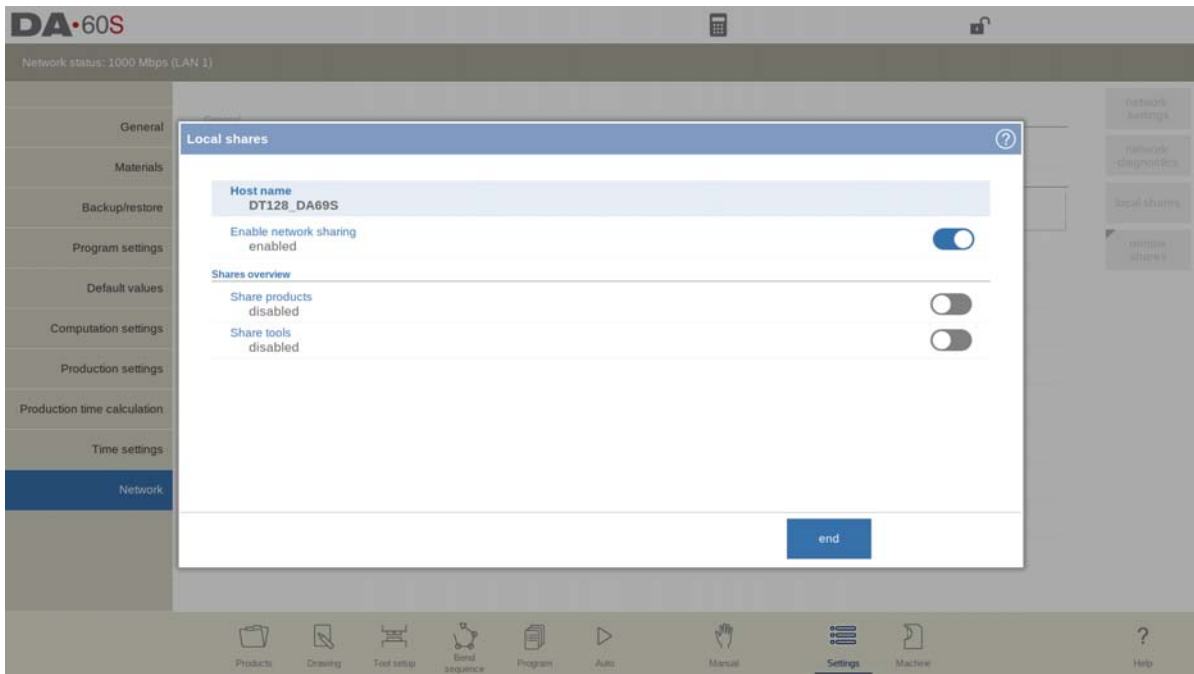 DA•60S
Network status: 1000 Mbps (LAN 1)
General
Materials
Backup/restore
Program settings
Default values
Computation settings
Production settings
Production time calculation
Time settings
Network
General
network
settings
network
diagnostics
local shares
remote
shares
Local shares
?
Host name
DT128_DA69S
Enable network sharing
enabled
Shares overview
Share products
disabled
Share tools
disabled
end
Products
Drawing
Tool setup
Bend
sequence
Program
Auto
Manual
Settings
Machine
?
Help